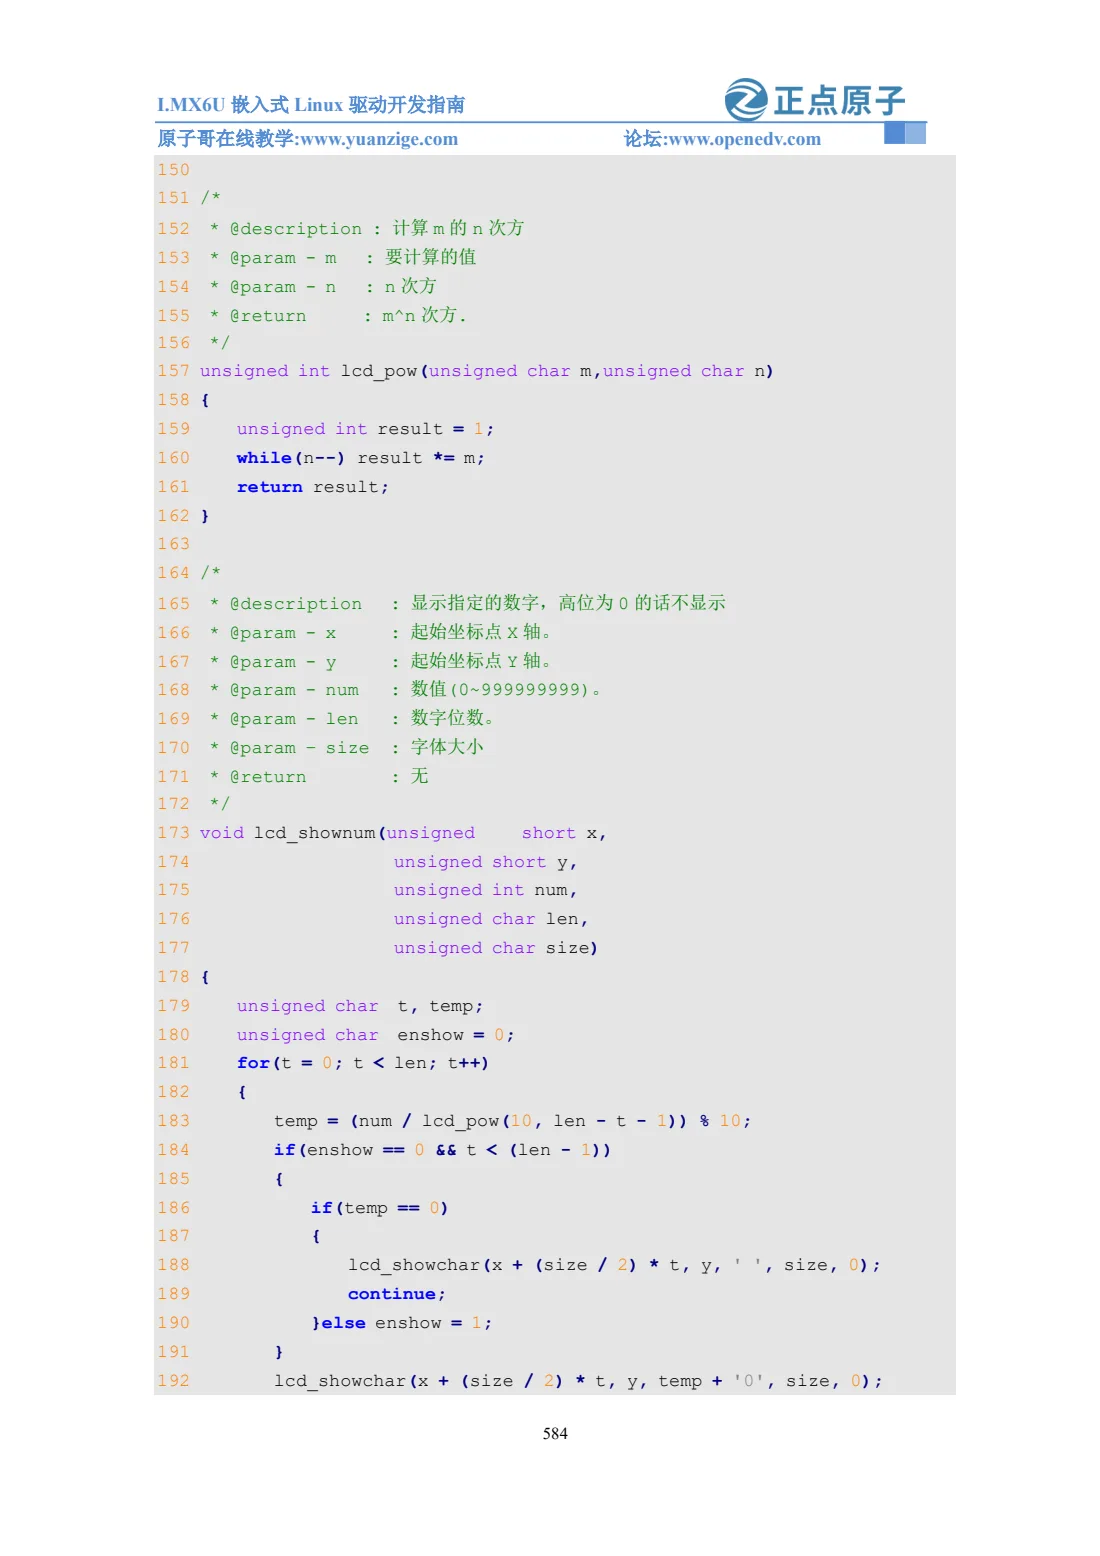 I.MX6U 嵌入式 Linux 驱动开发指南
正点原子
原子哥在线教学:www.yuanzige.com 论坛:www.openedv.com
150
151 /*
152  * @description : 计算 m 的 n 次方
153  * @param - m   : 要计算的值
154  * @param - n   : n 次方
155  * @return      : m^n 次方.
156  */
157 unsigned int lcd_pow(unsigned char m,unsigned char n)
158 {
159     unsigned int result = 1;
160     while(n--) result *= m;
161     return result;
162 }
163
164 /*
165  * @description   : 显示指定的数字，高位为 0 的话不显示
166  * @param - x     : 起始坐标点 X 轴。
167  * @param - y     : 起始坐标点 Y 轴。
168  * @param - num   : 数值(0~999999999)。
169  * @param - len   : 数字位数。
170  * @param - size  : 字体大小
171  * @return        : 无
172  */
173 void lcd_shownum(unsigned    short x,
174                  unsigned short y,
175                  unsigned int num,
176                  unsigned char len,
177                  unsigned char size)
178 {
179     unsigned char  t, temp;
180     unsigned char  enshow = 0;
181     for(t = 0; t < len; t++)
182     {
183         temp = (num / lcd_pow(10, len - t - 1)) % 10;
184         if(enshow == 0 && t < (len - 1))
185         {
186             if(temp == 0)
187             {
188                 lcd_showchar(x + (size / 2) * t, y, ' ', size, 0);
189                 continue;
190             }else enshow = 1;
191         }
192         lcd_showchar(x + (size / 2) * t, y, temp + '0', size, 0);
584